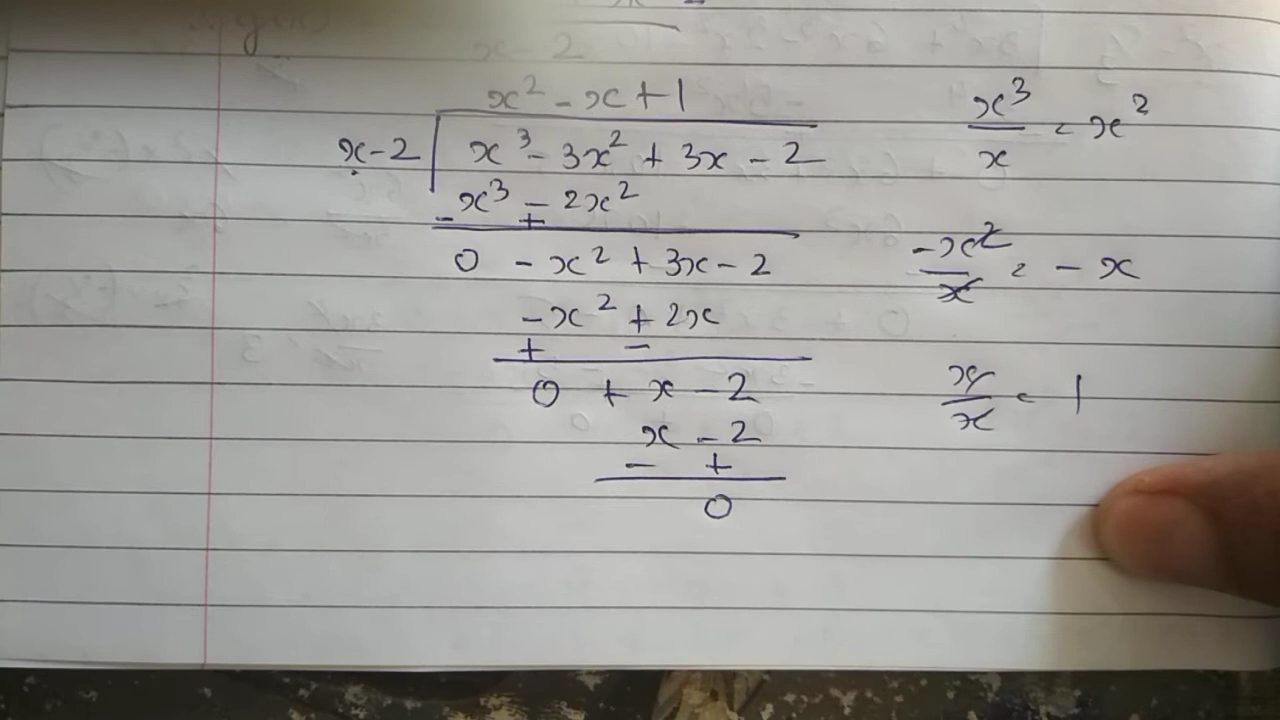 x - 2
x² - x + 1
x - 2 x³ - 3x² + 3x - 2
x³ - 2x²
- +
0 - x² + 3x - 2
-x² + 2x
+ -
0 + x - 2
x - 2
- +
0
x³/x = x²
-x²/x = -x
x/x = 1